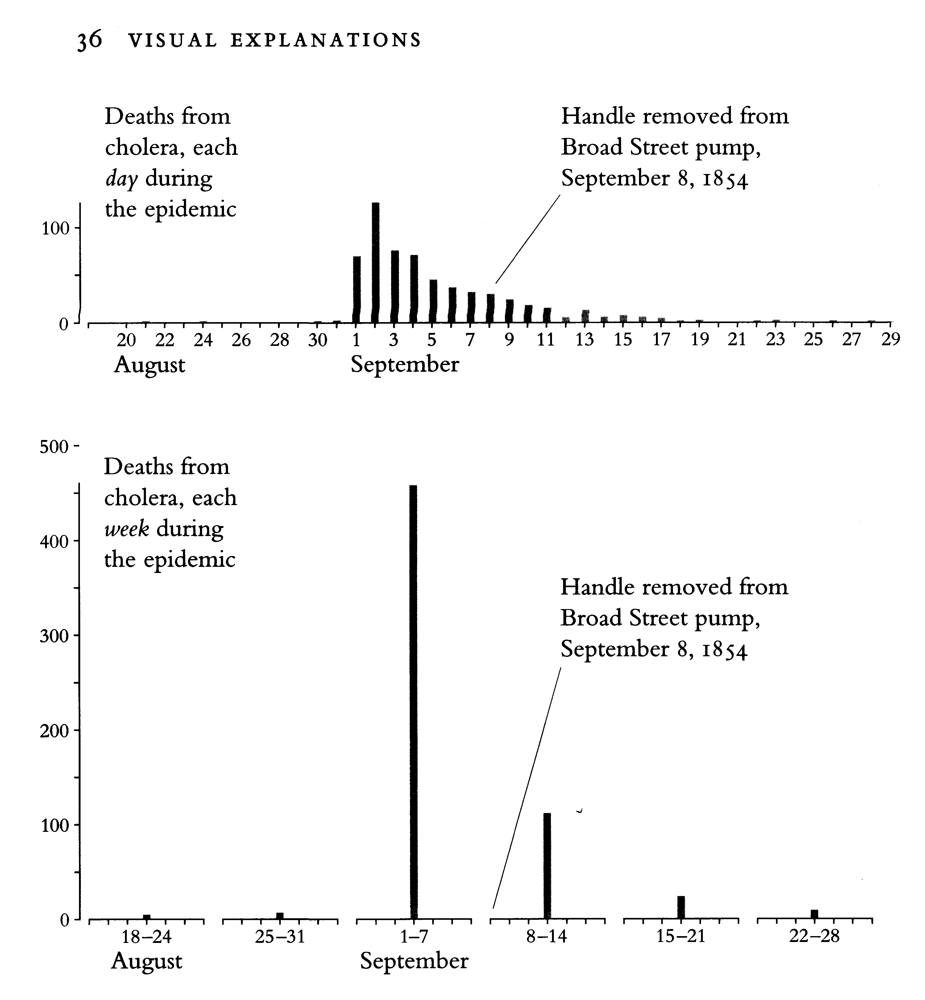 36 VISUAL EXPLANATIONS
Deaths from
cholera, each
day during
the epidemic
Handle removed from
Broad Street pump,
September 8, 1854
100
0
20 22 24 26 28 30 1 3 5 7 9 11 13 15 17 19 21 23 25 27 29
August September
500
Deaths from
cholera, each
week during
the epidemic
400
Handle removed from
Broad Street pump,
September 8, 1854
300
200
100
0
18–24 25–31 1–7 8–14 15–21 22–28
August September